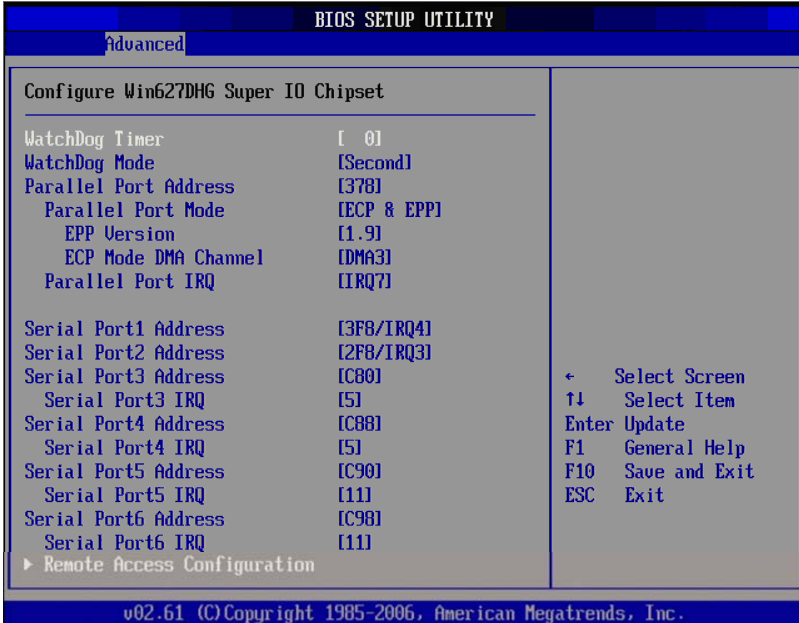 BIOS SETUP UTILITY
Advanced
Configure Win627DHG Super IO Chipset
WatchDog Timer [ 0]
WatchDog Mode [Second]
Parallel Port Address [378]
Parallel Port Mode [ECP & EPP]
EPP Version [1.9]
ECP Mode DMA Channel [DMA3]
Parallel Port IRQ [IRQ7]
Serial Port1 Address [3F8/IRQ4]
Serial Port2 Address [2F8/IRQ3]
Serial Port3 Address [C80]
Serial Port3 IRQ [5]
Serial Port4 Address [C88]
Serial Port4 IRQ [5]
Serial Port5 Address [C90]
Serial Port5 IRQ [11]
Serial Port6 Address [C98]
Serial Port6 IRQ [11]
▶ Remote Access Configuration
← Select Screen
↑↓ Select Item
Enter Update
F1 General Help
F10 Save and Exit
ESC Exit
v02.61 (C)Copyright 1985-2006, American Megatrends, Inc.